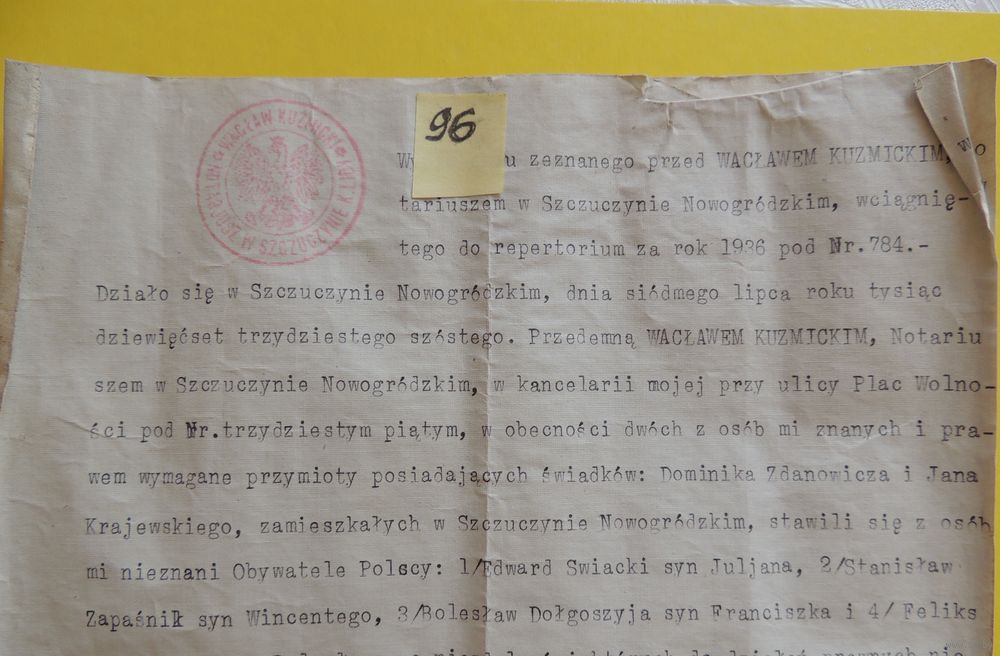 WACŁAW KUZMICKI
NOTARJUSZ W SZCZUCZYNIE
96
u zeznanego przed WACŁAWEM KUZMICKIM,
tariuszem w Szczuczynie Nowogródzkim, wciągnię-
tego do repertorium za rok 1936 pod Nr.784.-
Działo się w Szczuczynie Nowogródzkim, dnia siódmego lipca roku tysiąc
dziewięćset trzydziestego szóstego. Przedemną WACŁAWEM KUZMICKIM, Notariu
szem w Szczuczynie Nowogródzkim, w kancelarii mojej przy ulicy Plac Wolno-
ści pod Nr.trzydziestym piątym, w obecności dwóch z osób mi znanych i pra-
wem wymagane przymioty posiadających świadków: Dominika Zdanowicza i Jana
Krajewskiego, zamieszkałych w Szczuczynie Nowogródzkim, stawili się z osób
mi nieznani Obywatele Polscy: 1/Edward Swiacki syn Juljana, 2/Stanisław
Zapaśnik syn Wincentego, 3/Bolesław Dołgoszyja syn Franciszka i 4/ Feliks